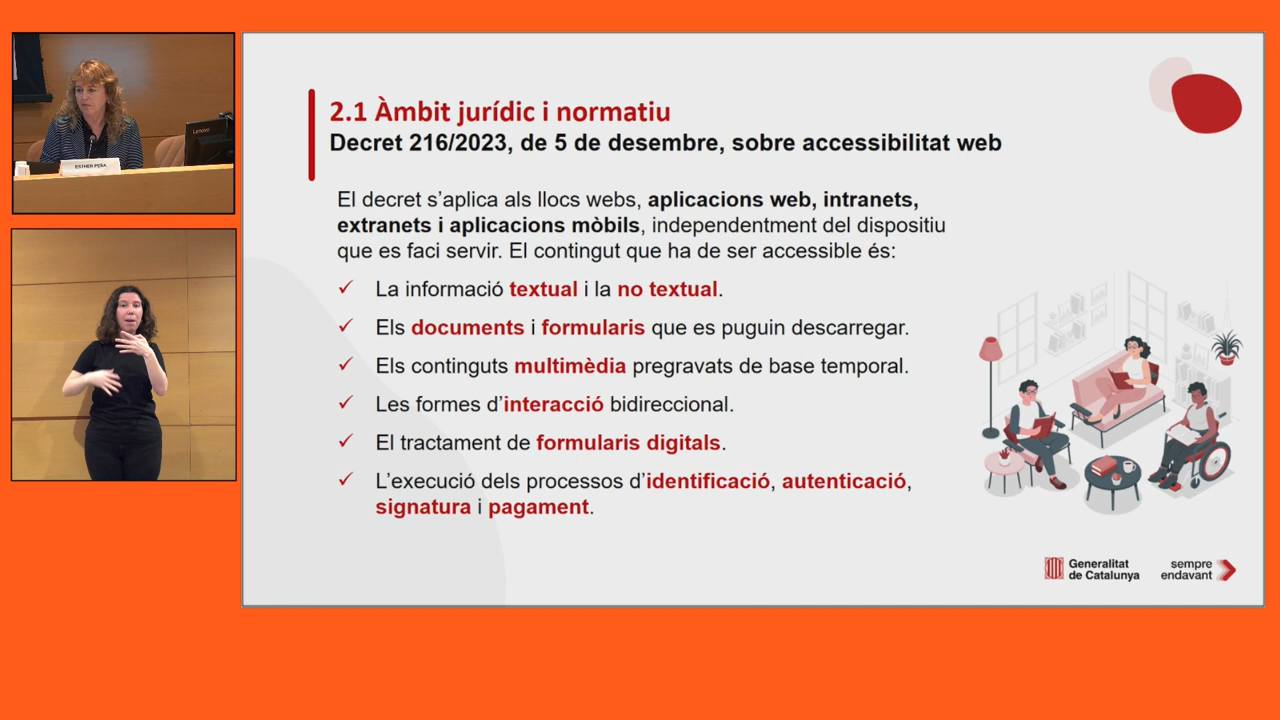 Lenovo
ESTHER PEÑA
2.1 Àmbit jurídic i normatiu
Decret 216/2023, de 5 de desembre, sobre accessibilitat web
El decret s’aplica als llocs webs, aplicacions web, intranets,
extranets i aplicacions mòbils, independentment del dispositiu
que es faci servir. El contingut que ha de ser accessible és:
✓ La informació textual i la no textual.
✓ Els documents i formularis que es puguin descarregar.
✓ Els continguts multimèdia pregravats de base temporal.
✓ Les formes d’interacció bidireccional.
✓ El tractament de formularis digitals.
✓ L’execució dels processos d’identificació, autenticació,
signatura i pagament.
Generalitat
de Catalunya
sempre
endavant